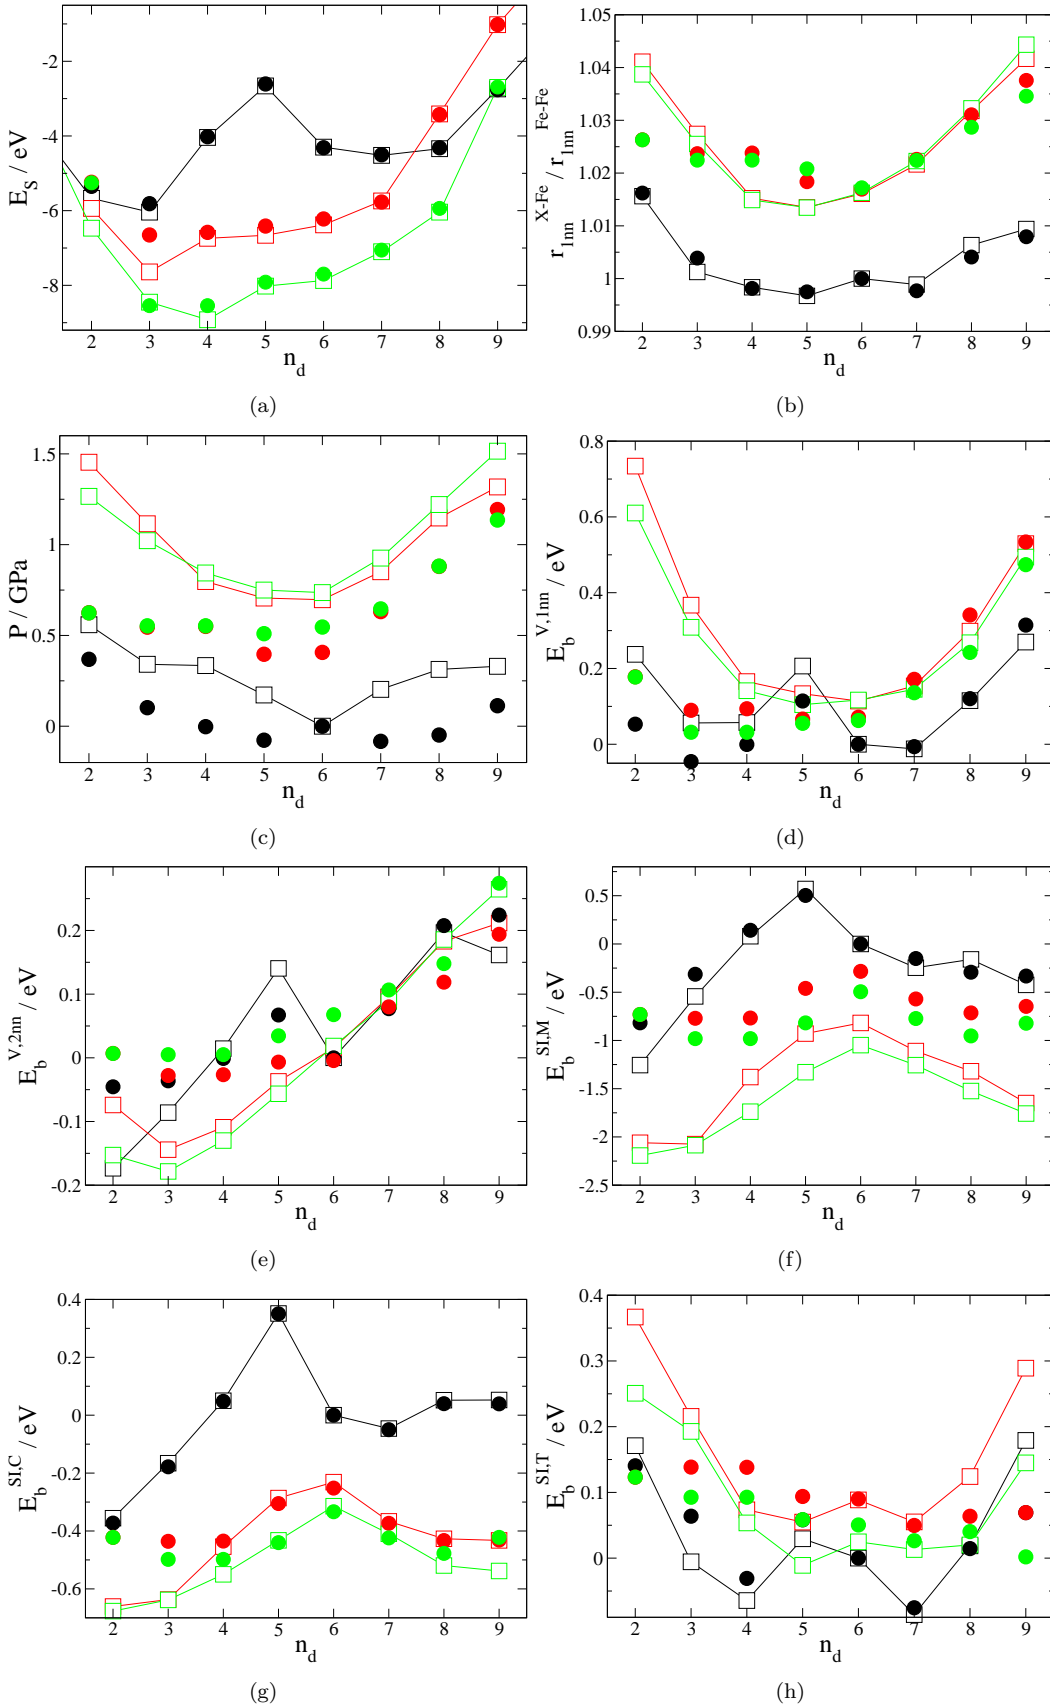 -2
-4
-6
-8
E_S / eV
2 3 4 5 6 7 8 9
n_d
(a)
1.05
1.04
1.03
1.02
1.01
1
0.99
r_{1nn}^{X-Fe} / r_{1nn}^{Fe-Fe}
2 3 4 5 6 7 8 9
n_d
(b)
1.5
1
0.5
0
P / GPa
2 3 4 5 6 7 8 9
n_d
(c)
0.8
0.6
0.4
0.2
0
E_b^{V,1nn} / eV
2 3 4 5 6 7 8 9
n_d
(d)
0.2
0.1
0
-0.1
-0.2
E_b^{V,2nn} / eV
2 3 4 5 6 7 8 9
n_d
(e)
0.5
0
-0.5
-1
-1.5
-2
-2.5
E_b^{SI,M} / eV
2 3 4 5 6 7 8 9
n_d
(f)
0.4
0.2
0
-0.2
-0.4
-0.6
E_b^{SI,C} / eV
2 3 4 5 6 7 8 9
n_d
(g)
0.4
0.3
0.2
0.1
0
E_b^{SI,T} / eV
2 3 4 5 6 7 8 9
n_d
(h)